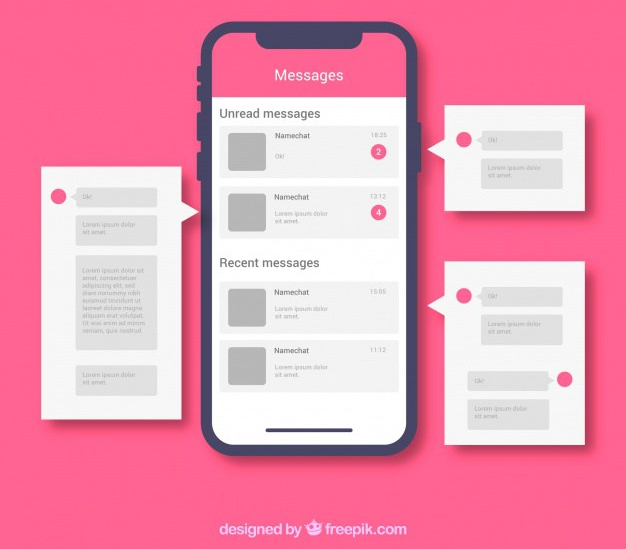 Messages
Unread messages
Namechat
18:25
Ok!
2
Namechat
13:12
Lorem ipsum dolor
sit amet.
4
Recent messages
Namechat
15:05
Lorem ipsum dolor
sit amet.
Namechat
11:12
Lorem ipsum dolor
sit amet.
Ok!
Lorem ipsum dolor
sit amet.
Lorem ipsum dolor
sit amet, consectetuer
adipiscing elit, sed
diam nonummy nibh
euismod tincidunt ut
laoreet dolore magna
aliquam erat volutpat.
Ut wisi enim ad minim
veniam, quis nostrud.
Lorem ipsum dolor
sit amet.
Ok!
Lorem ipsum dolor
sit amet.
Ok!
Lorem ipsum dolor
sit amet.
Ok!
Lorem ipsum dolor
sit amet.
designed by freepik.com